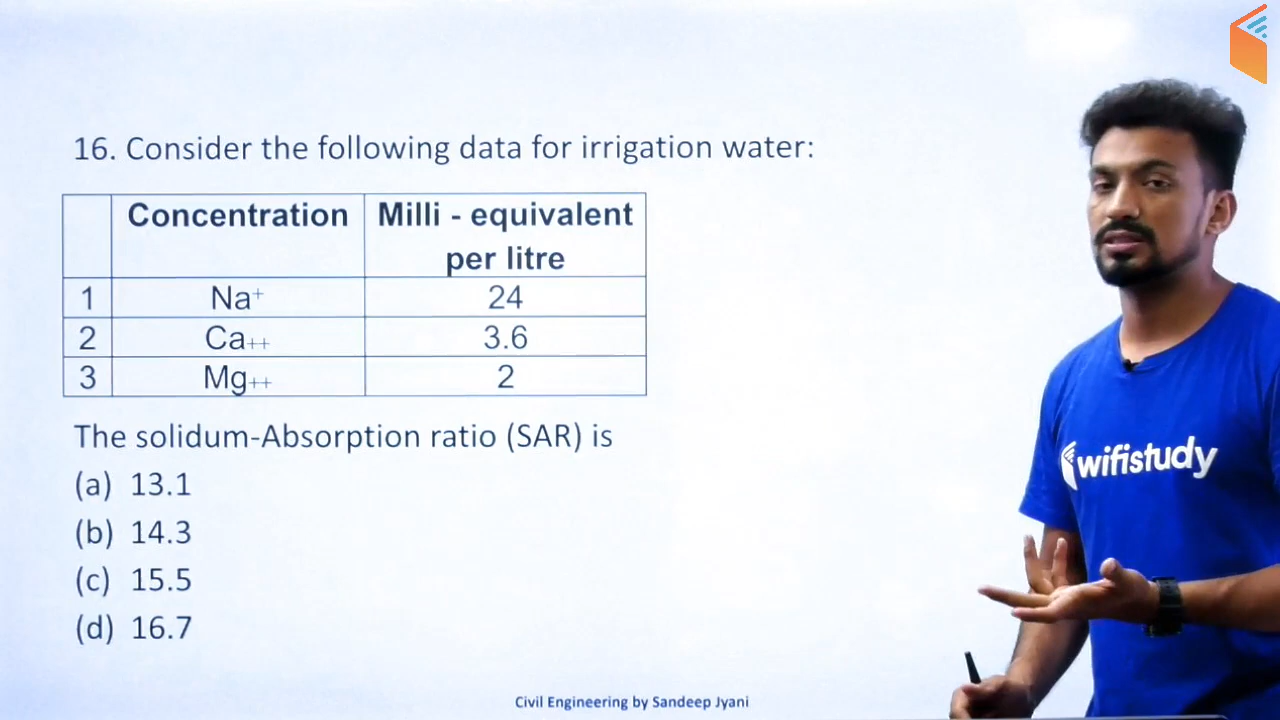 16. Consider the following data for irrigation water:
Concentration Milli - equivalent
per litre
1 Na⁺ 24
2 Ca++ 3.6
3 Mg++ 2
The solidum-Absorption ratio (SAR) is
(a) 13.1
(b) 14.3
(c) 15.5
(d) 16.7
wifistudy
Civil Engineering by Sandeep Jyani